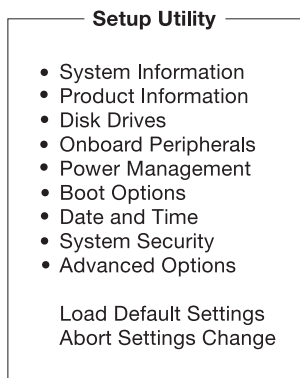 Setup Utility
• System Information
• Product Information
• Disk Drives
• Onboard Peripherals
• Power Management
• Boot Options
• Date and Time
• System Security
• Advanced Options
Load Default Settings
Abort Settings Change